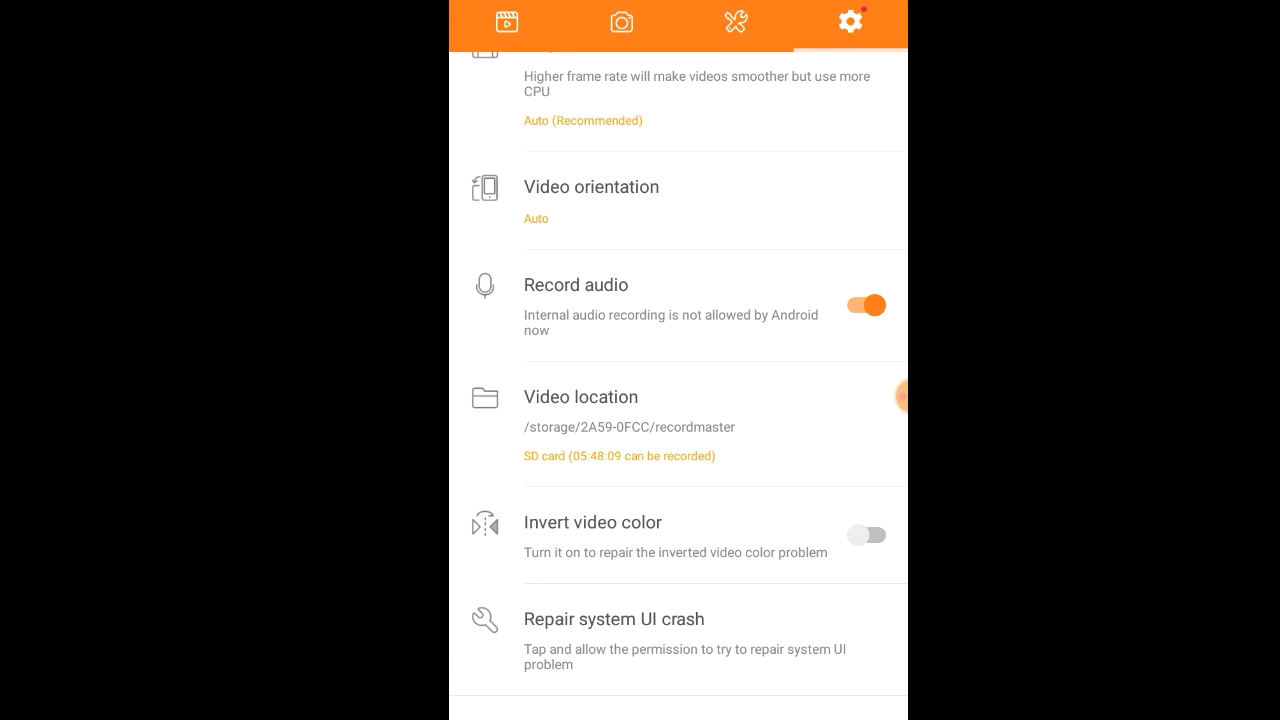 Higher frame rate will make videos smoother but use more
CPU
Auto (Recommended)
Video orientation
Auto
Record audio
Internal audio recording is not allowed by Android
now
Video location
/storage/2A59-0FCC/recordmaster
SD card (05:48:09 can be recorded)
Invert video color
Turn it on to repair the inverted video color problem
Repair system UI crash
Tap and allow the permission to try to repair system UI
problem